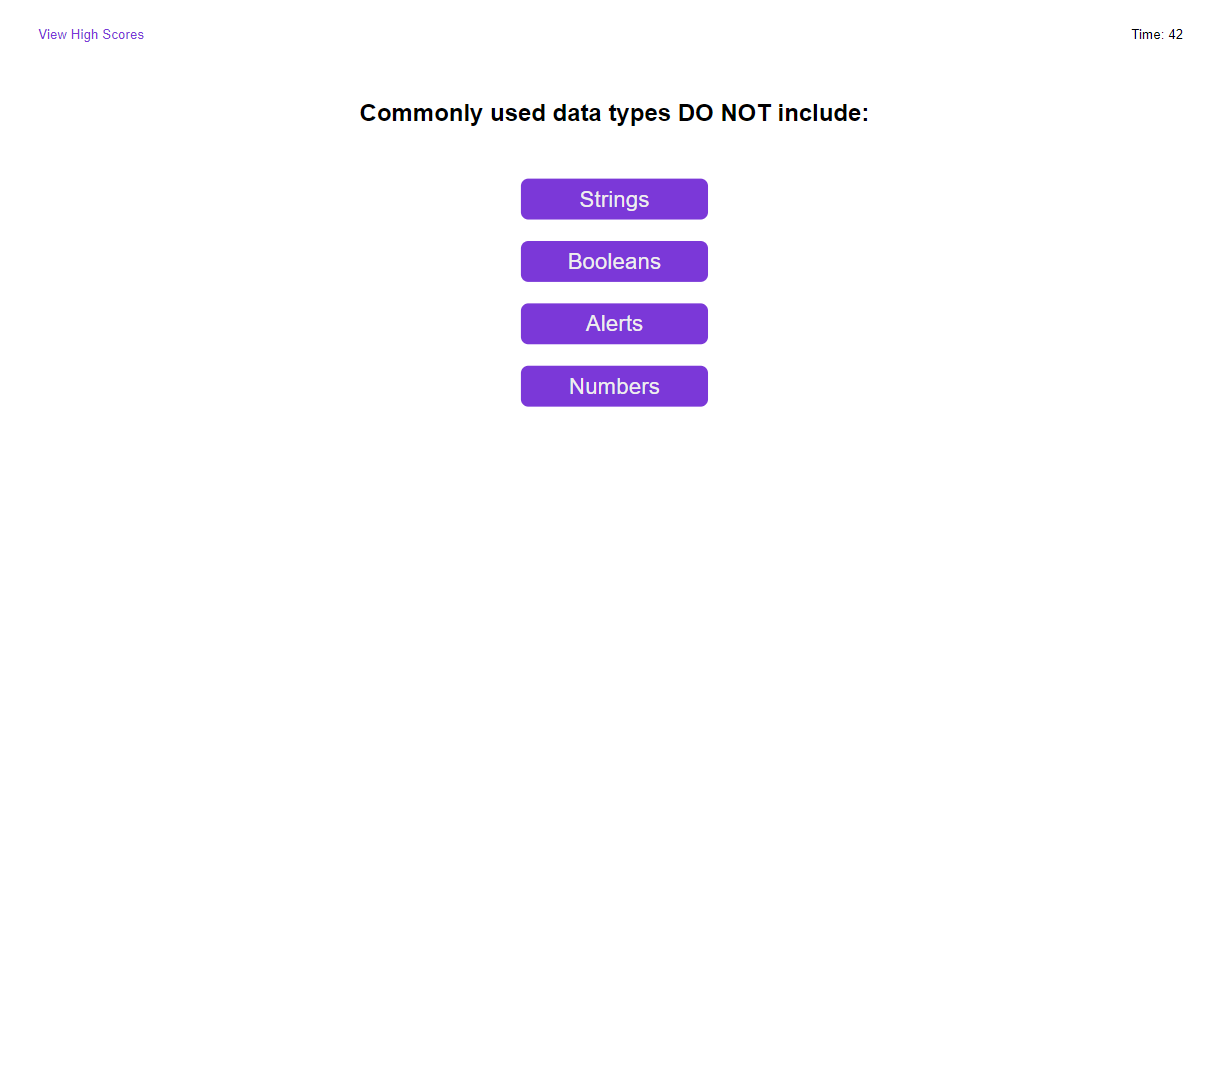 View High Scores
Time: 42
Commonly used data types DO NOT include:
Strings
Booleans
Alerts
Numbers